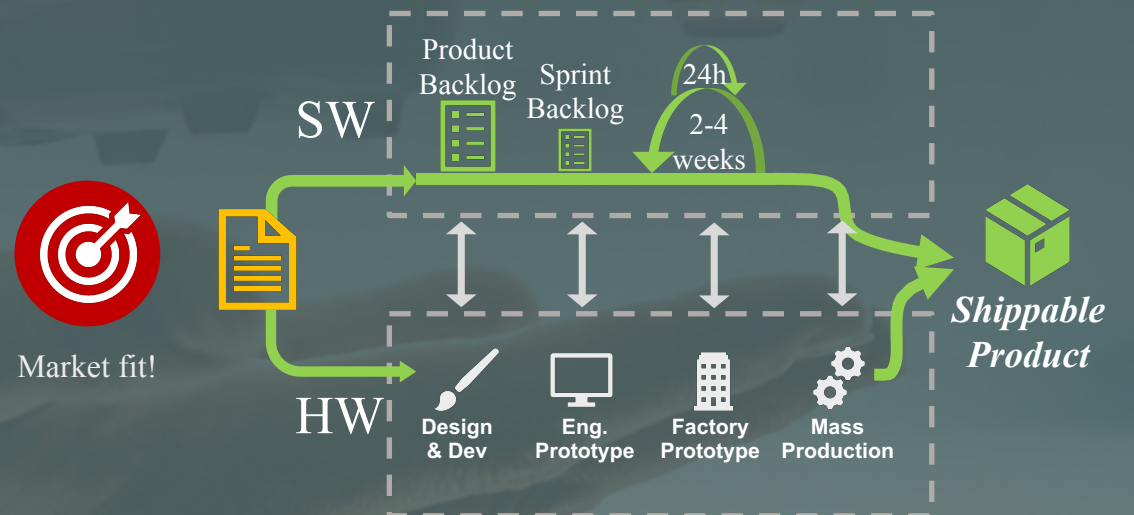 Product
Backlog
Sprint
Backlog
24h
2-4
weeks
SW
Market fit!
HW
Design
& Dev
Eng.
Prototype
Factory
Prototype
Mass
Production
Shippable
Product